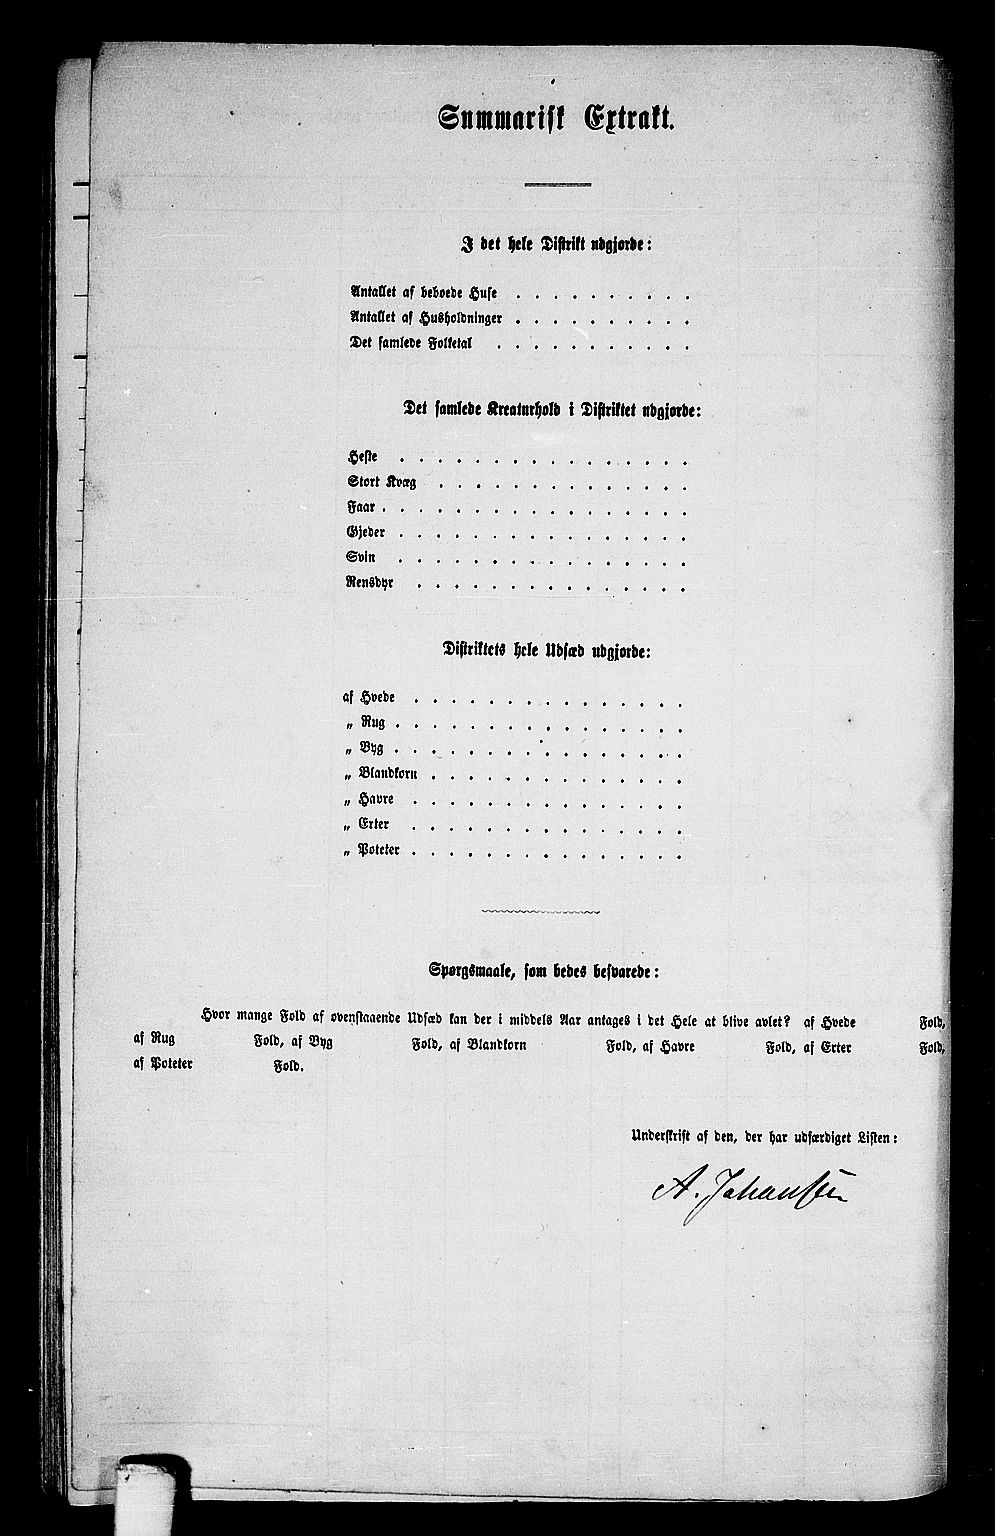 Summarisk Extrakt.
I det hele Distrikt udgjorde:
Antallet af beboede Huse . . . . . . . . . .
Antallet af Husholdninger . . . . . . . . . .
Det samlede Folketal . . . . . . . . . . .
Det samlede Kreaturhold i Distriktet udgjorde:
Heste . . . . . . . . . . . . . . . .
Stort Kvæg . . . . . . . . . . . . . .
Faar . . . . . . . . . . . . . . . . .
Gjeder . . . . . . . . . . . . . . . .
Svin . . . . . . . . . . . . . . . .
Rensdyr . . . . . . . . . . . . . . .
Distriktets hele Udsæd udgjorde:
af Hvede . . . . . . . . . . . . . . .
„ Rug . . . . . . . . . . . . . . . .
„ Byg . . . . . . . . . . . . . . . .
„ Blandkorn . . . . . . . . . . . . . .
„ Havre . . . . . . . . . . . . . . .
„ Erter . . . . . . . . . . . . . . .
„ Poteter . . . . . . . . . . . . . . .
Spørgsmaale, som bedes besvarede:
Hvor mange Fold af ovenstaaende Udsæd kan der i middels Aar antages i det Hele at blive avlet? af Hvede Fold,
af Rug Fold, af Byg Fold, af Blandkorn Fold, af Havre Fold, af Erter Fold,
af Poteter Fold.
Underskrift af den, der har udfærdiget Listen:
A. Johansen